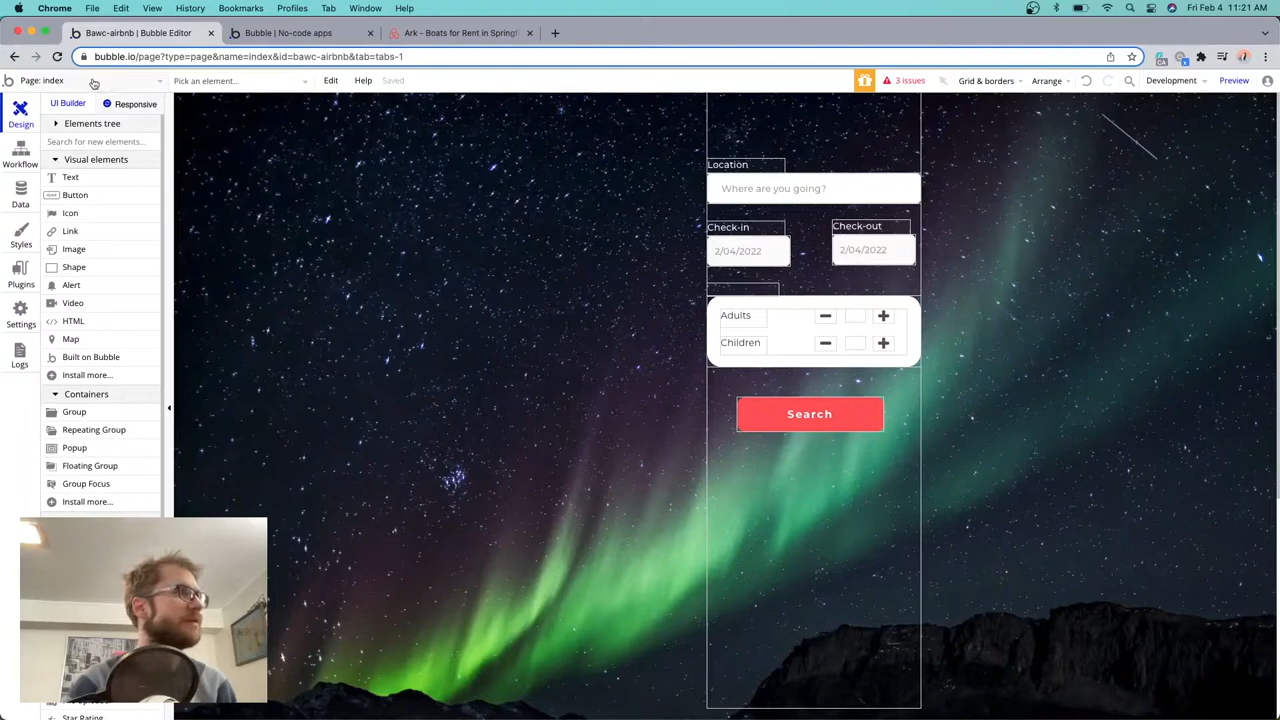 Chrome File Edit View History Bookmarks Profiles Tab Window Help Fri Feb 4 11:21 AM
Bawc-airbnb | Bubble Editor
Bubble | No-code apps
Ark - Boats for Rent in Springf
bubble.io/page?type=page&name=index&id=bawc-airbnb&tab=tabs-1
Page: index
Pick an element...
Edit
Help
Saved
3 issues
Grid & borders
Arrange
Development
Preview
Design
Workflow
Data
Styles
Plugins
Settings
Logs
UI Builder
Responsive
Elements tree
Search for new elements...
Visual elements
Text
Button
Icon
Link
Image
Shape
Alert
Video
HTML
Map
Built on Bubble
Install more...
Containers
Group
Repeating Group
Popup
Floating Group
Group Focus
Install more...
Star Rating
Location
Where are you going?
Check-in
Check-out
2/04/2022
2/04/2022
Adults
Children
Search